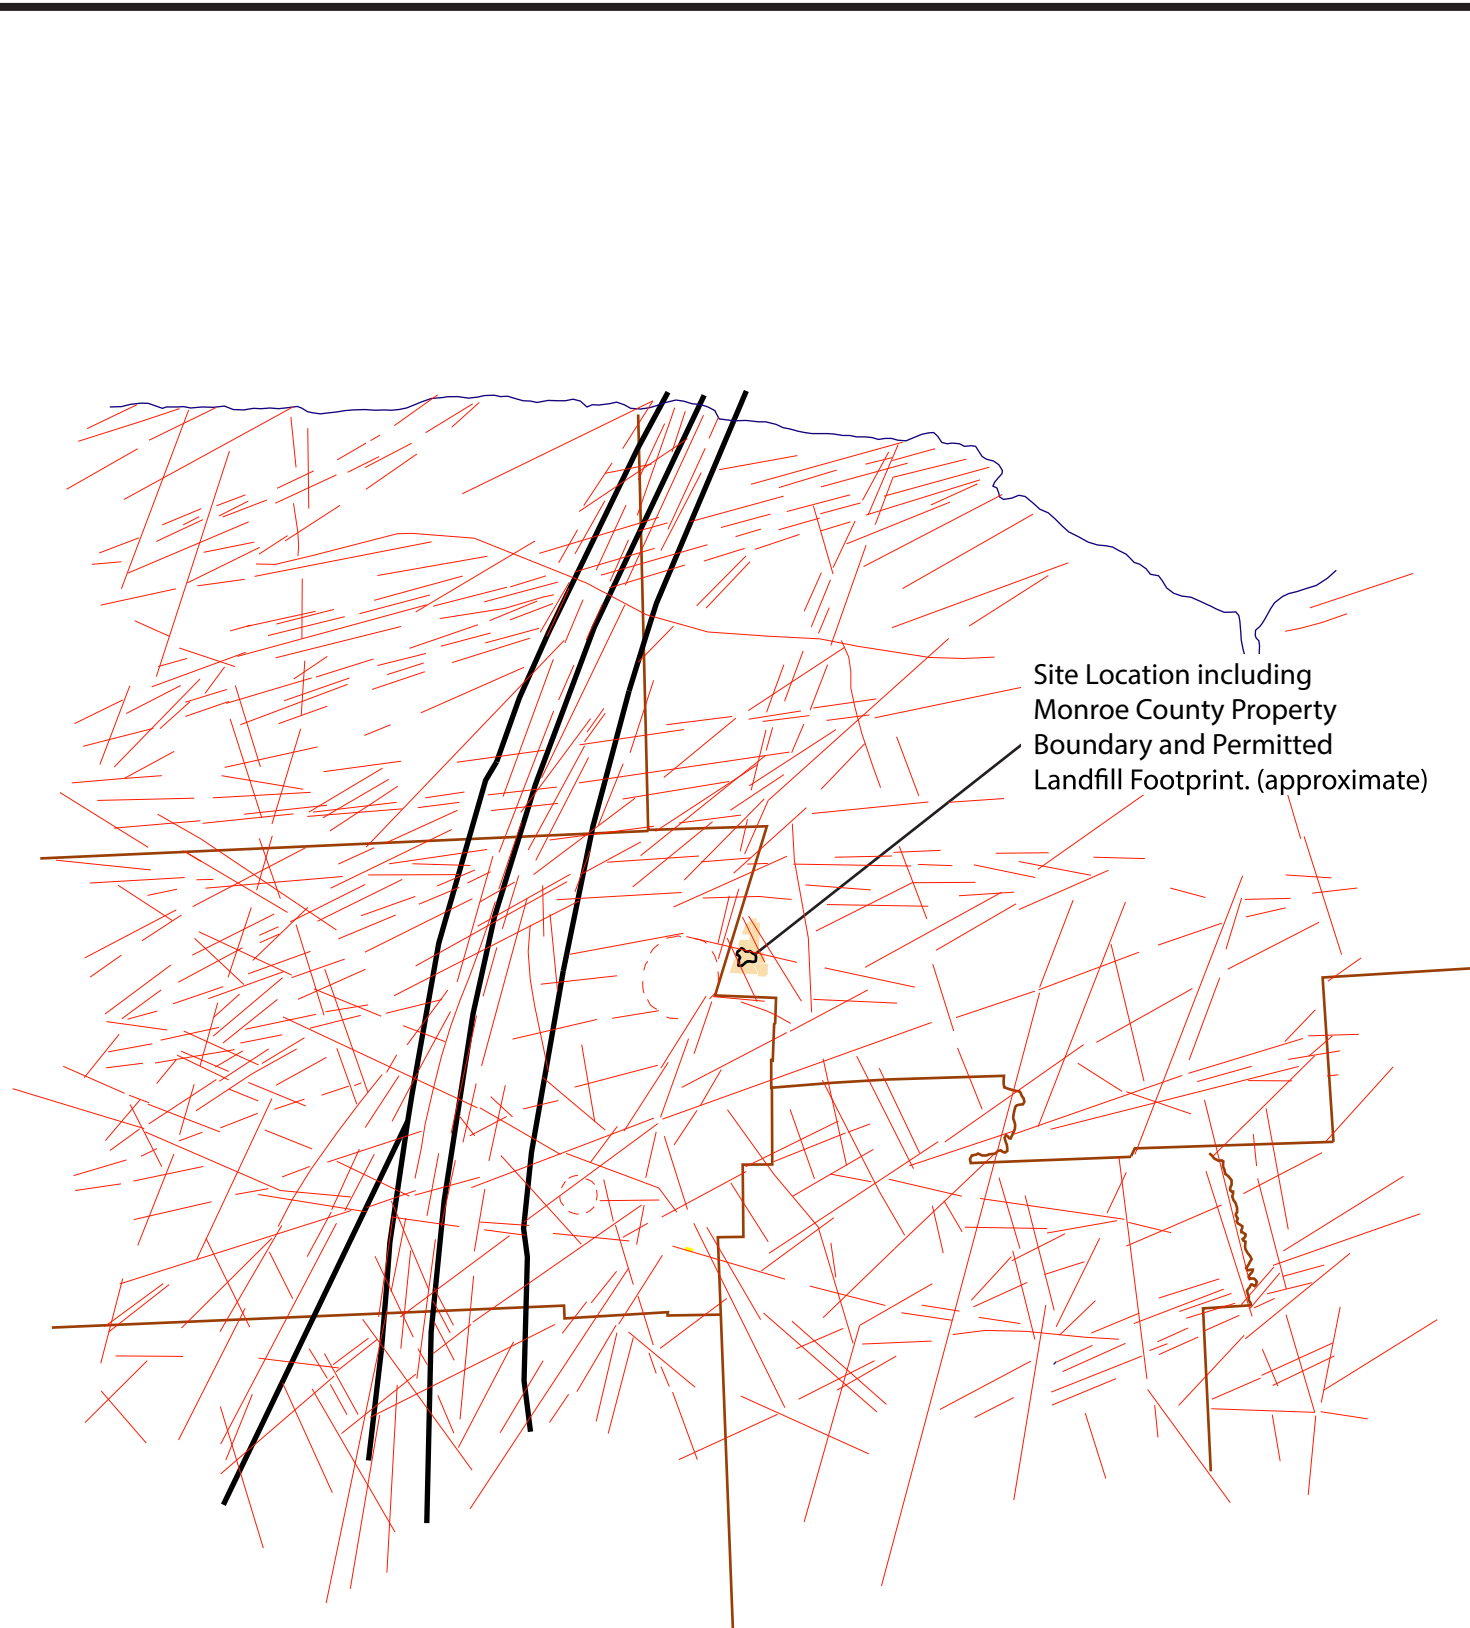 Site Location including
Monroe County Property
Boundary and Permitted
Landfill Footprint. (approximate)